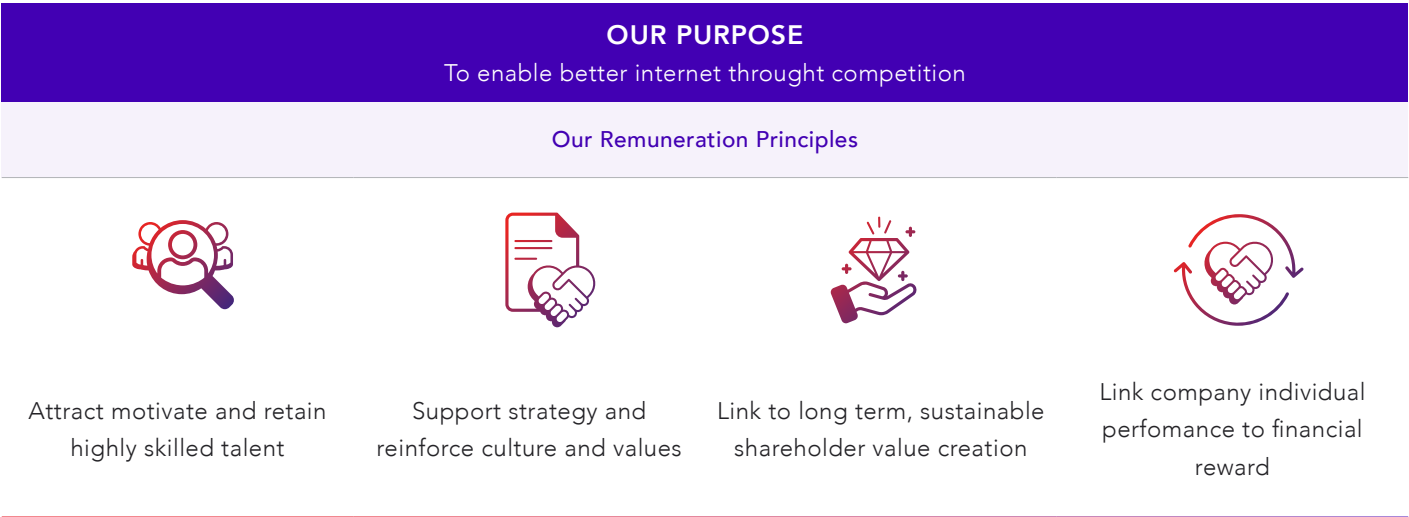 OUR PURPOSE
To enable better internet throught competition
Our Remuneration Principles
Attract motivate and retain
highly skilled talent
Support strategy and
reinforce culture and values
Link to long term, sustainable
shareholder value creation
Link company individual
perfomance to financial
reward